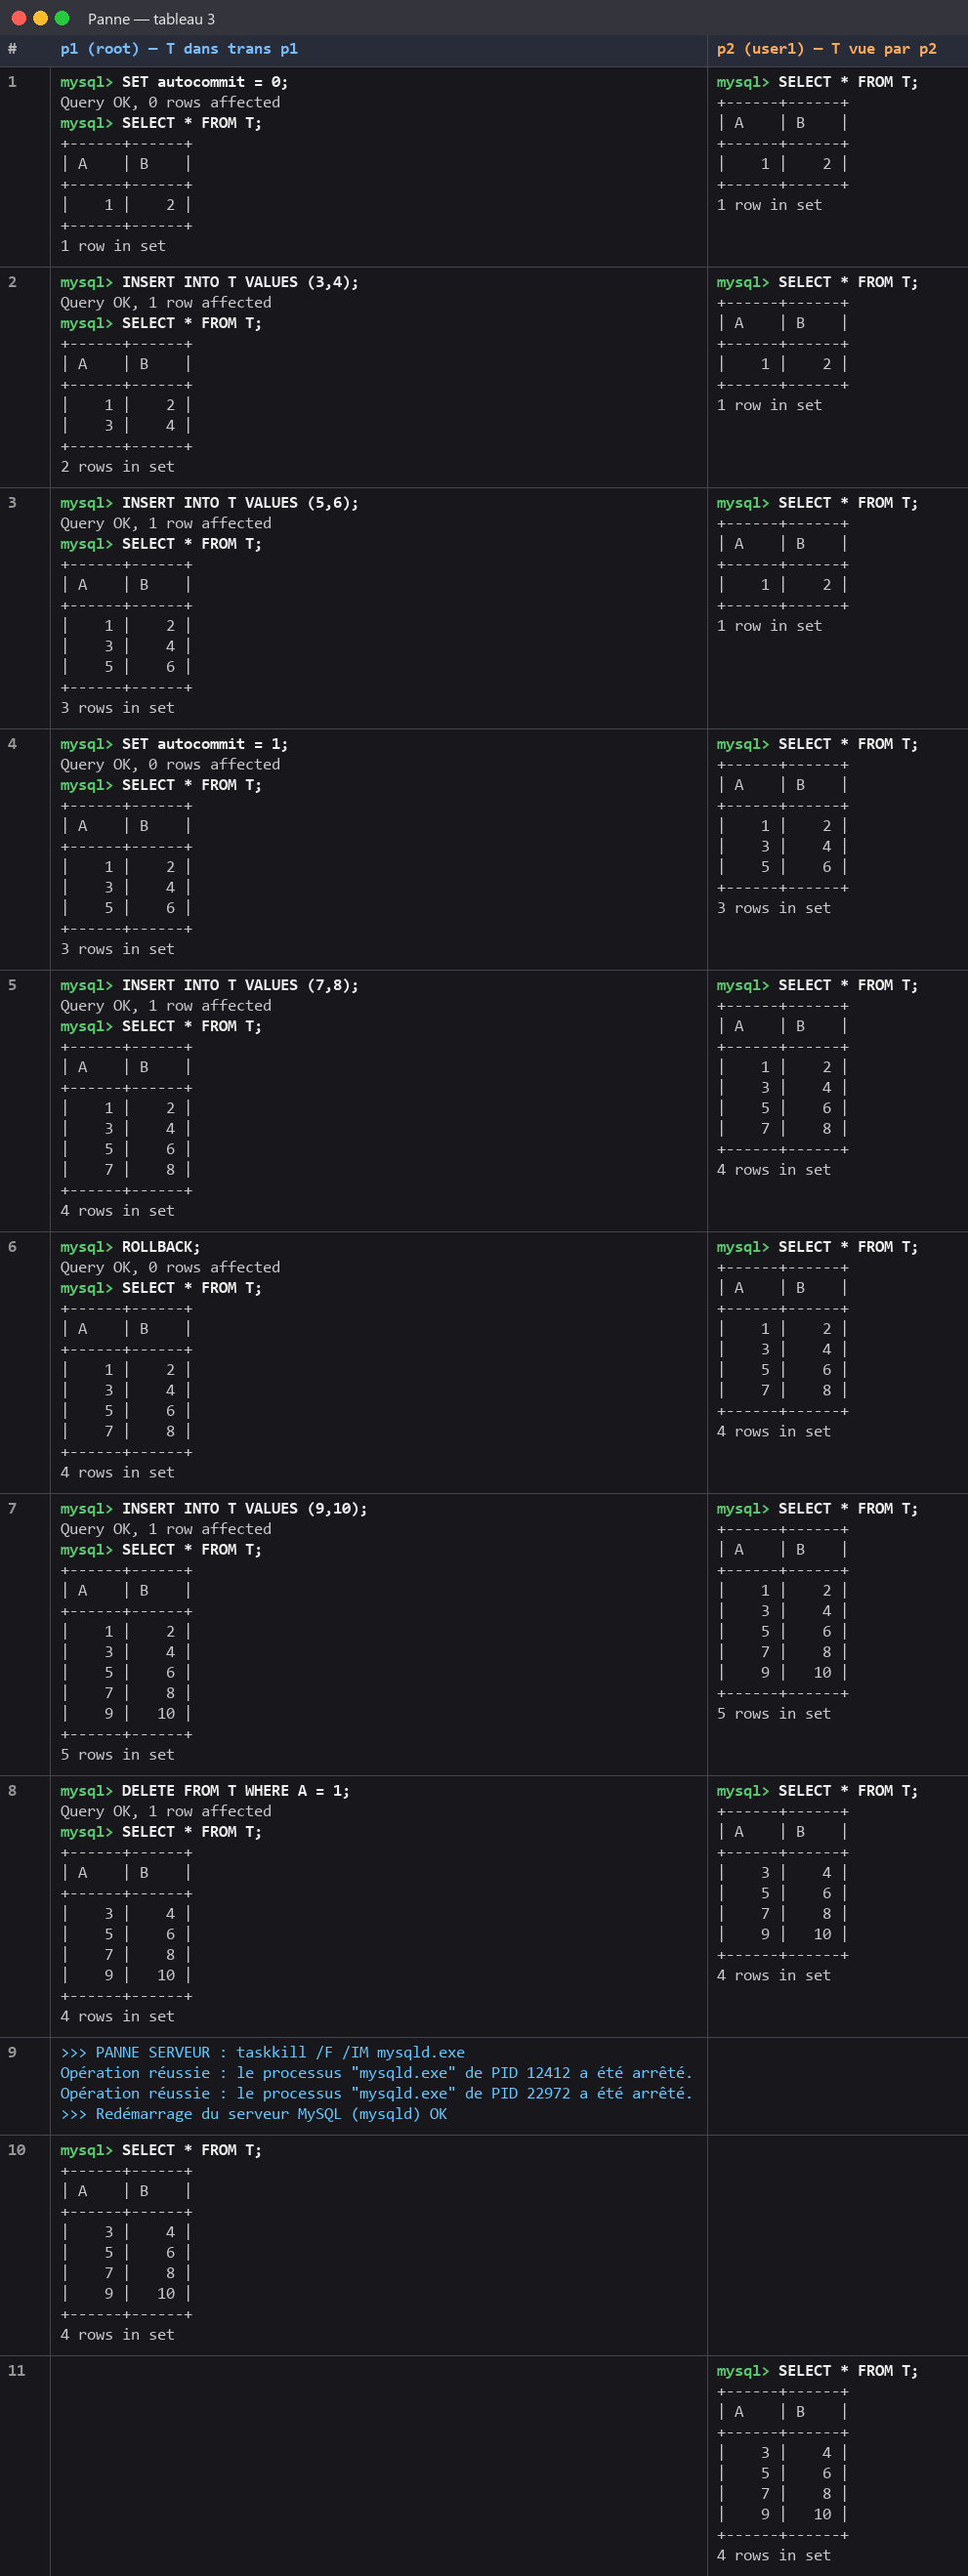 Panne — tableau 3
# p1 (root) — T dans trans p1 p2 (user1) — T vue par p2
1
mysql> SET autocommit = 0;
Query OK, 0 rows affected
mysql> SELECT * FROM T;
+------+------+
| A    | B    |
+------+------+
|    1 |    2 |
+------+------+
1 row in set
mysql> SELECT * FROM T;
+------+------+
| A    | B    |
+------+------+
|    1 |    2 |
+------+------+
1 row in set
2
mysql> INSERT INTO T VALUES (3,4);
Query OK, 1 row affected
mysql> SELECT * FROM T;
+------+------+
| A    | B    |
+------+------+
|    1 |    2 |
|    3 |    4 |
+------+------+
2 rows in set
mysql> SELECT * FROM T;
+------+------+
| A    | B    |
+------+------+
|    1 |    2 |
+------+------+
1 row in set
3
mysql> INSERT INTO T VALUES (5,6);
Query OK, 1 row affected
mysql> SELECT * FROM T;
+------+------+
| A    | B    |
+------+------+
|    1 |    2 |
|    3 |    4 |
|    5 |    6 |
+------+------+
3 rows in set
mysql> SELECT * FROM T;
+------+------+
| A    | B    |
+------+------+
|    1 |    2 |
+------+------+
1 row in set
4
mysql> SET autocommit = 1;
Query OK, 0 rows affected
mysql> SELECT * FROM T;
+------+------+
| A    | B    |
+------+------+
|    1 |    2 |
|    3 |    4 |
|    5 |    6 |
+------+------+
3 rows in set
mysql> SELECT * FROM T;
+------+------+
| A    | B    |
+------+------+
|    1 |    2 |
|    3 |    4 |
|    5 |    6 |
+------+------+
3 rows in set
5
mysql> INSERT INTO T VALUES (7,8);
Query OK, 1 row affected
mysql> SELECT * FROM T;
+------+------+
| A    | B    |
+------+------+
|    1 |    2 |
|    3 |    4 |
|    5 |    6 |
|    7 |    8 |
+------+------+
4 rows in set
mysql> SELECT * FROM T;
+------+------+
| A    | B    |
+------+------+
|    1 |    2 |
|    3 |    4 |
|    5 |    6 |
|    7 |    8 |
+------+------+
4 rows in set
6
mysql> ROLLBACK;
Query OK, 0 rows affected
mysql> SELECT * FROM T;
+------+------+
| A    | B    |
+------+------+
|    1 |    2 |
|    3 |    4 |
|    5 |    6 |
|    7 |    8 |
+------+------+
4 rows in set
mysql> SELECT * FROM T;
+------+------+
| A    | B    |
+------+------+
|    1 |    2 |
|    3 |    4 |
|    5 |    6 |
|    7 |    8 |
+------+------+
4 rows in set
7
mysql> INSERT INTO T VALUES (9,10);
Query OK, 1 row affected
mysql> SELECT * FROM T;
+------+------+
| A    | B    |
+------+------+
|    1 |    2 |
|    3 |    4 |
|    5 |    6 |
|    7 |    8 |
|    9 |   10 |
+------+------+
5 rows in set
mysql> SELECT * FROM T;
+------+------+
| A    | B    |
+------+------+
|    1 |    2 |
|    3 |    4 |
|    5 |    6 |
|    7 |    8 |
|    9 |   10 |
+------+------+
5 rows in set
8
mysql> DELETE FROM T WHERE A = 1;
Query OK, 1 row affected
mysql> SELECT * FROM T;
+------+------+
| A    | B    |
+------+------+
|    3 |    4 |
|    5 |    6 |
|    7 |    8 |
|    9 |   10 |
+------+------+
4 rows in set
mysql> SELECT * FROM T;
+------+------+
| A    | B    |
+------+------+
|    3 |    4 |
|    5 |    6 |
|    7 |    8 |
|    9 |   10 |
+------+------+
4 rows in set
9
>>> PANNE SERVEUR : taskkill /F /IM mysqld.exe
Opération réussie : le processus "mysqld.exe" de PID 12412 a été arrêté.
Opération réussie : le processus "mysqld.exe" de PID 22972 a été arrêté.
>>> Redémarrage du serveur MySQL (mysqld) OK
10
mysql> SELECT * FROM T;
+------+------+
| A    | B    |
+------+------+
|    3 |    4 |
|    5 |    6 |
|    7 |    8 |
|    9 |   10 |
+------+------+
4 rows in set
11
mysql> SELECT * FROM T;
+------+------+
| A    | B    |
+------+------+
|    3 |    4 |
|    5 |    6 |
|    7 |    8 |
|    9 |   10 |
+------+------+
4 rows in set